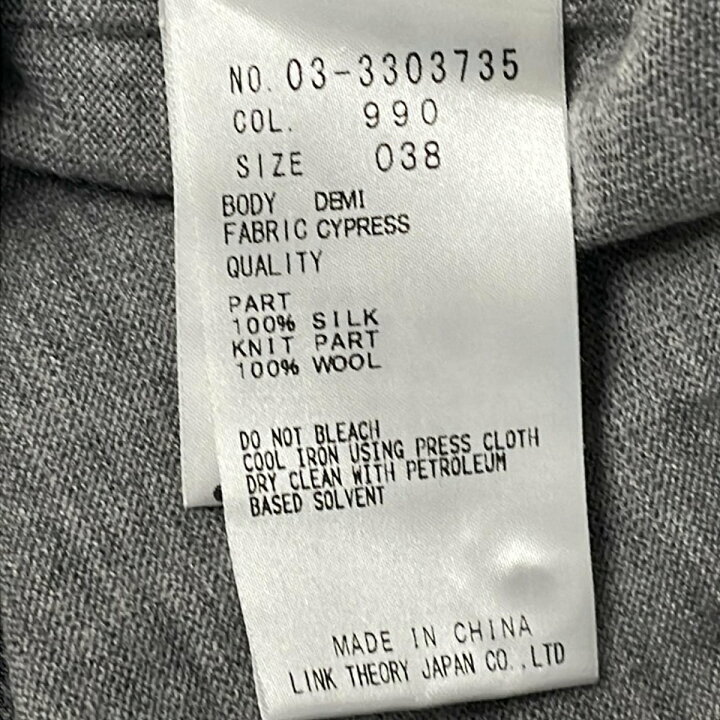 NO. 03-3303735
COL. 990
SIZE 038
BODY DEMI
FABRIC CYPRESS
QUALITY
PART
100% SILK
KNIT PART
100% WOOL
DO NOT BLEACH
COOL IRON USING PRESS CLOTH
DRY CLEAN WITH PETROLEUM
BASED SOLVENT
MADE IN CHINA
LINK THEORY JAPAN CO.,LTD